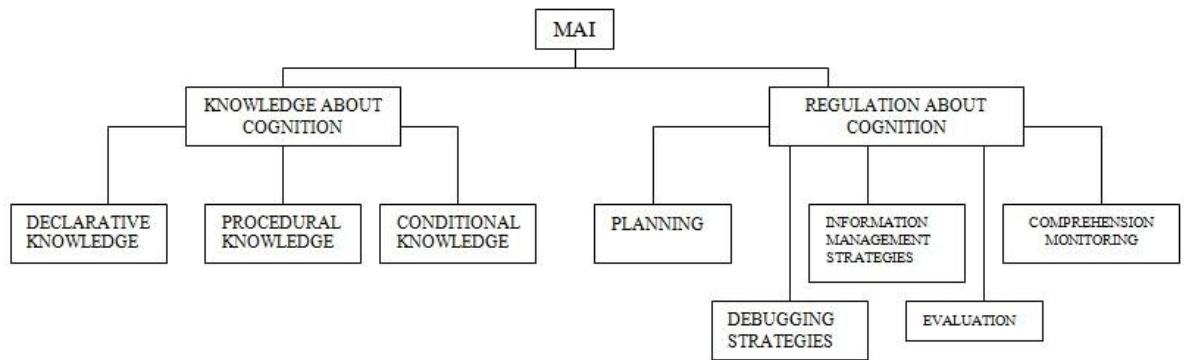 MAI
KNOWLEDGE ABOUT
COGNITION
REGULATION ABOUT
COGNITION
DECLARATIVE
KNOWLEDGE
PROCEDURAL
KNOWLEDGE
CONDITIONAL
KNOWLEDGE
PLANNING
INFORMATION
MANAGEMENT
STRATEGIES
COMPREHENSION
MONITORING
DEBUGGING
STRATEGIES
EVALUATION